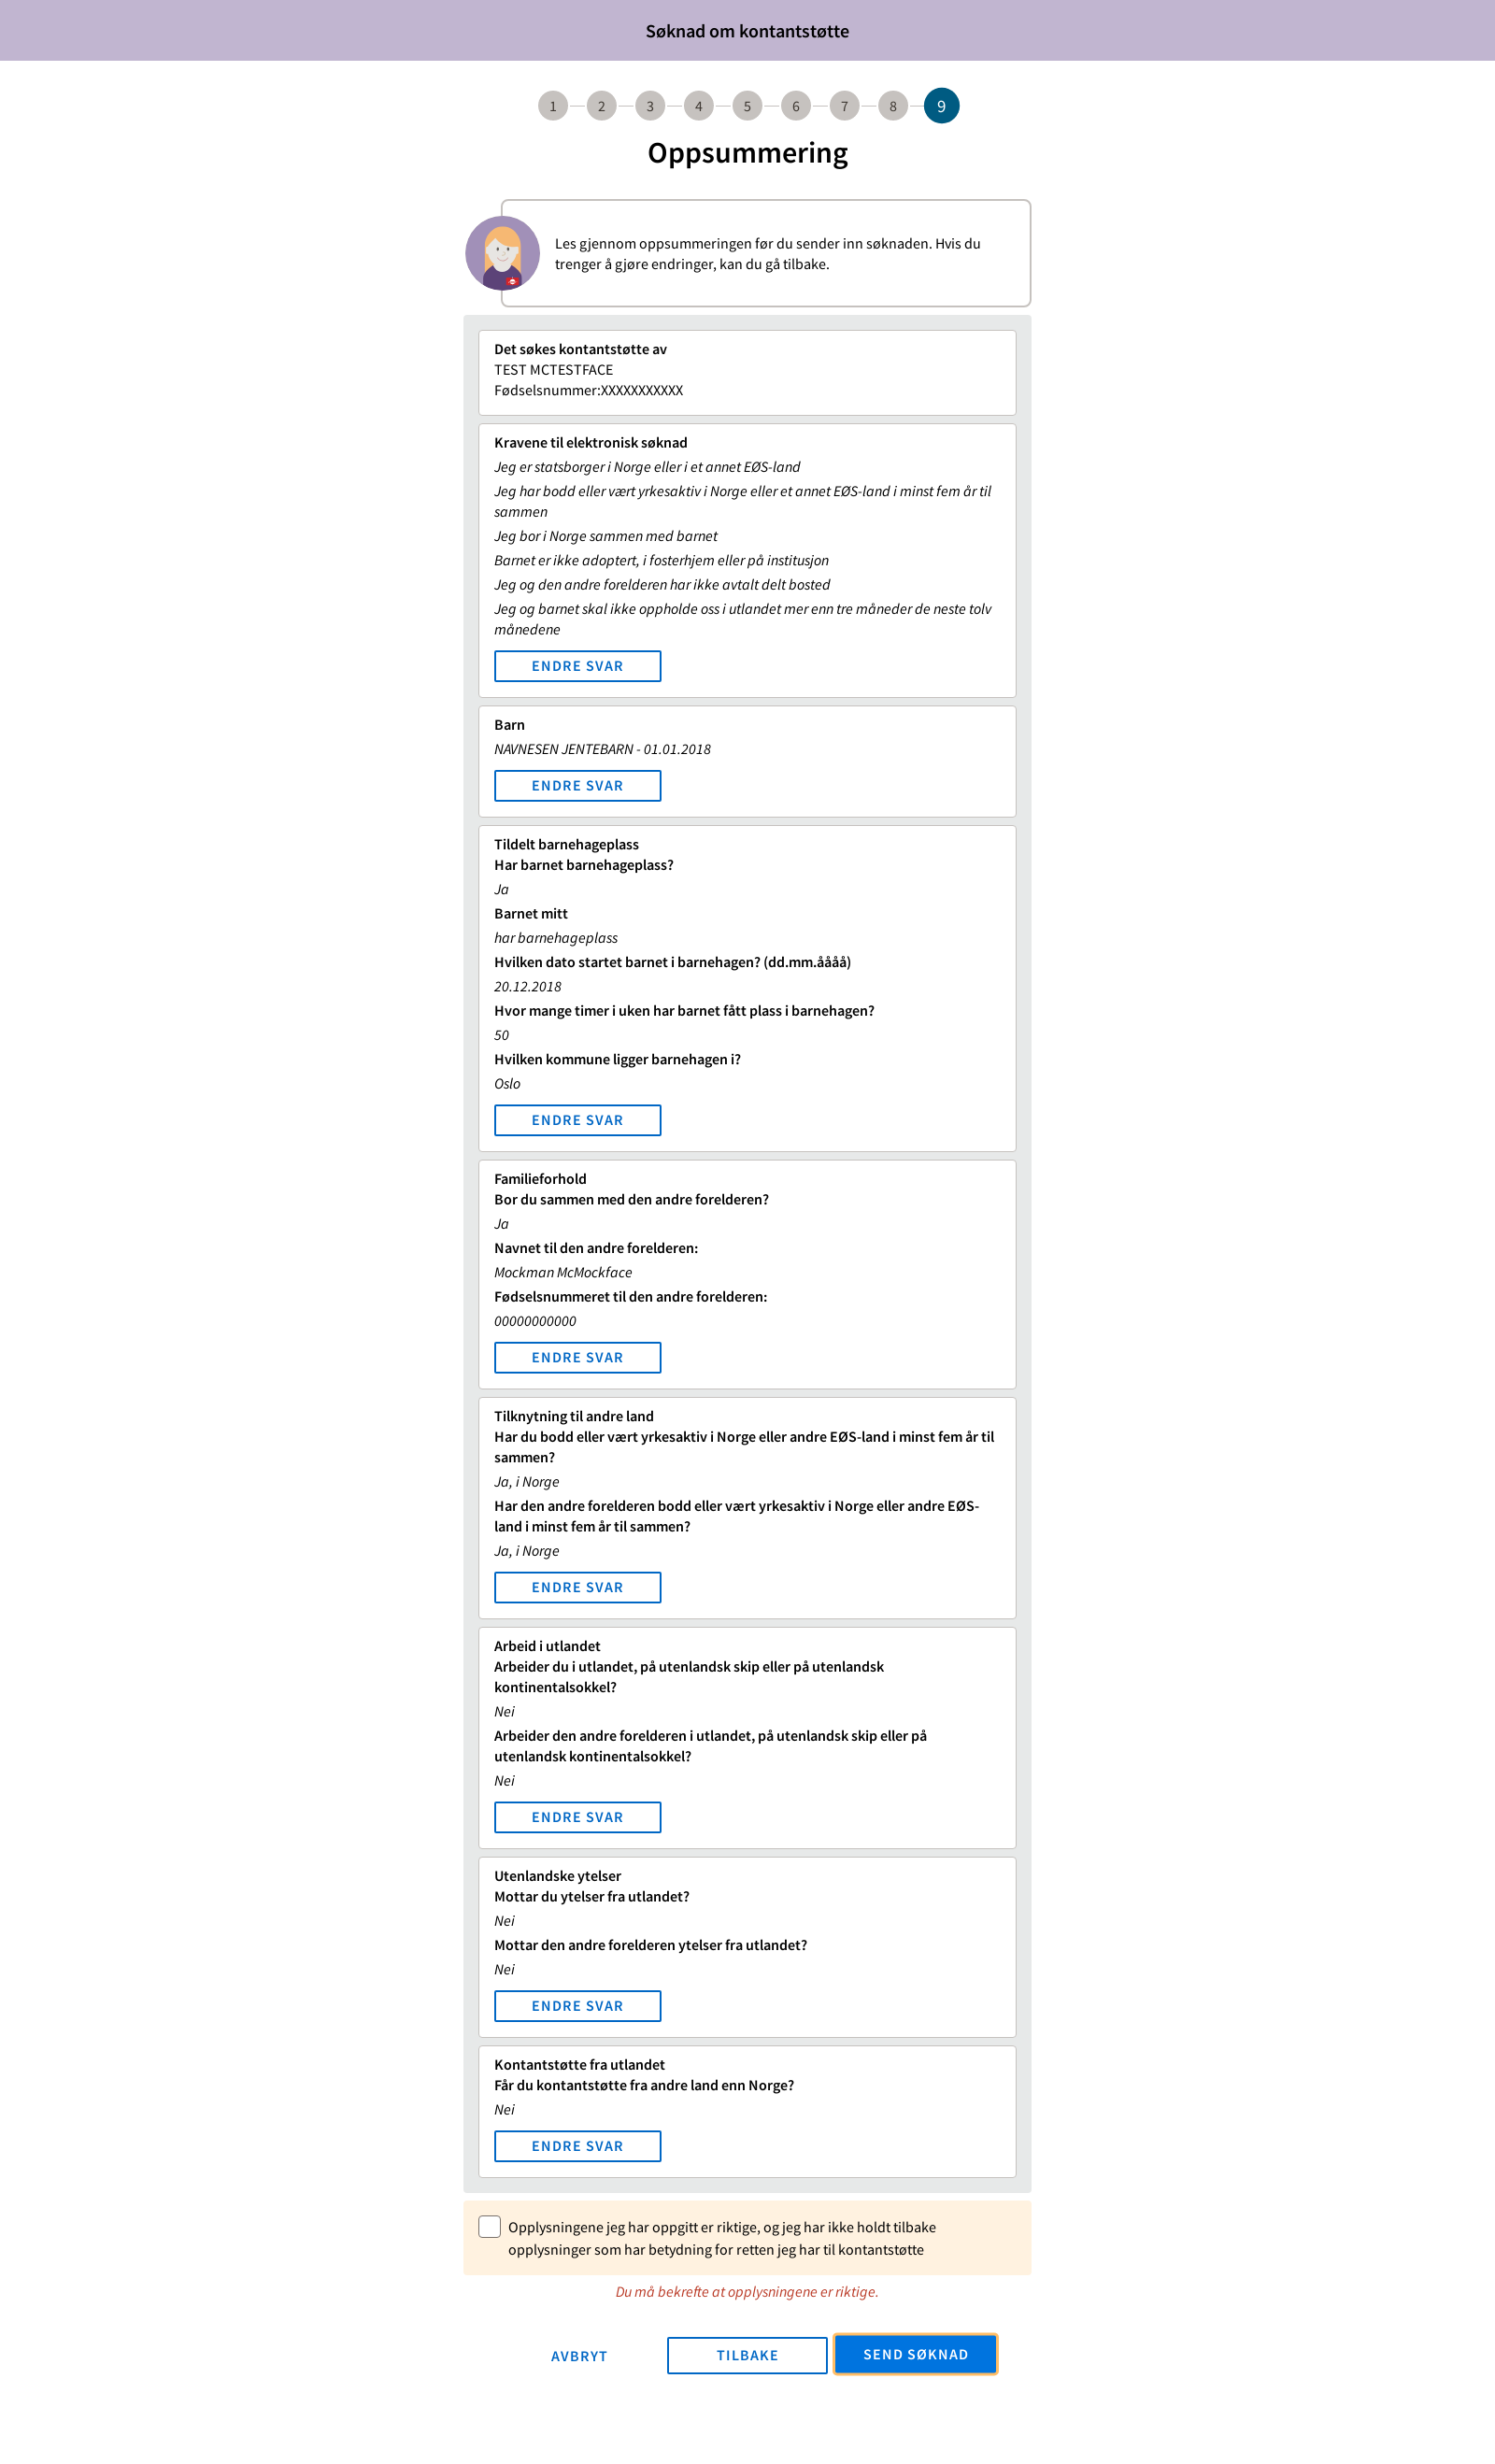 Søknad om kontantstøtte
1 2 3 4 5 6 7 8 9
Oppsummering
Les gjennom oppsummeringen før du sender inn søknaden. Hvis du
trenger å gjøre endringer, kan du gå tilbake.
Det søkes kontantstøtte av
TEST MCTESTFACE
Fødselsnummer:XXXXXXXXXXX
Kravene til elektronisk søknad
Jeg er statsborger i Norge eller i et annet EØS-land
Jeg har bodd eller vært yrkesaktiv i Norge eller et annet EØS-land i minst fem år til
sammen
Jeg bor i Norge sammen med barnet
Barnet er ikke adoptert, i fosterhjem eller på institusjon
Jeg og den andre forelderen har ikke avtalt delt bosted
Jeg og barnet skal ikke oppholde oss i utlandet mer enn tre måneder de neste tolv
månedene
ENDRE SVAR
Barn
NAVNESEN JENTEBARN - 01.01.2018
ENDRE SVAR
Tildelt barnehageplass
Har barnet barnehageplass?
Ja
Barnet mitt
har barnehageplass
Hvilken dato startet barnet i barnehagen? (dd.mm.åååå)
20.12.2018
Hvor mange timer i uken har barnet fått plass i barnehagen?
50
Hvilken kommune ligger barnehagen i?
Oslo
ENDRE SVAR
Familieforhold
Bor du sammen med den andre forelderen?
Ja
Navnet til den andre forelderen:
Mockman McMockface
Fødselsnummeret til den andre forelderen:
00000000000
ENDRE SVAR
Tilknytning til andre land
Har du bodd eller vært yrkesaktiv i Norge eller andre EØS-land i minst fem år til
sammen?
Ja, i Norge
Har den andre forelderen bodd eller vært yrkesaktiv i Norge eller andre EØS-
land i minst fem år til sammen?
Ja, i Norge
ENDRE SVAR
Arbeid i utlandet
Arbeider du i utlandet, på utenlandsk skip eller på utenlandsk
kontinentalsokkel?
Nei
Arbeider den andre forelderen i utlandet, på utenlandsk skip eller på
utenlandsk kontinentalsokkel?
Nei
ENDRE SVAR
Utenlandske ytelser
Mottar du ytelser fra utlandet?
Nei
Mottar den andre forelderen ytelser fra utlandet?
Nei
ENDRE SVAR
Kontantstøtte fra utlandet
Får du kontantstøtte fra andre land enn Norge?
Nei
ENDRE SVAR
Opplysningene jeg har oppgitt er riktige, og jeg har ikke holdt tilbake
opplysninger som har betydning for retten jeg har til kontantstøtte
Du må bekrefte at opplysningene er riktige.
AVBRYT TILBAKE SEND SØKNAD